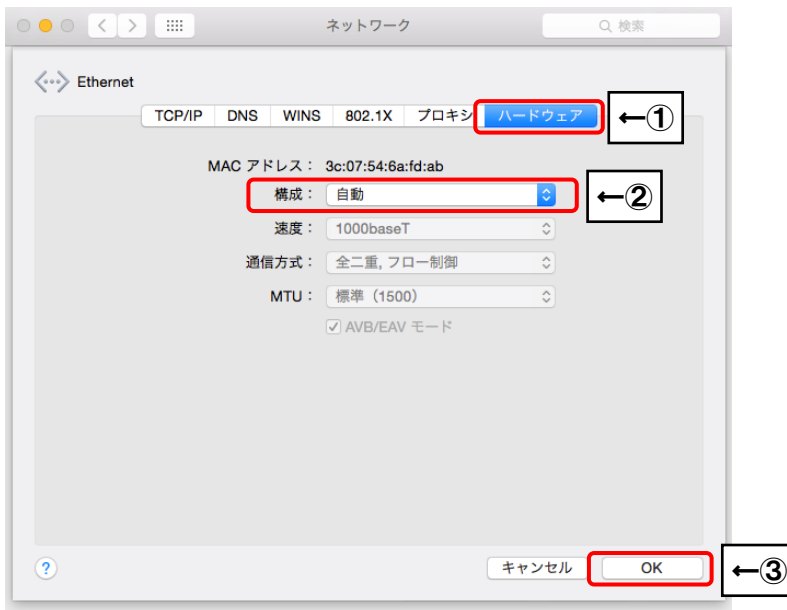 ネットワーク
検索
Ethernet
TCP/IP DNS WINS 802.1X プロキシ ハードウェア
←①
MAC アドレス： 3c:07:54:6a:fd:ab
構成： 自動
←②
速度： 1000baseT
通信方式： 全二重, フロー制御
MTU： 標準（1500）
AVB/EAV モード
? キャンセル OK
←③